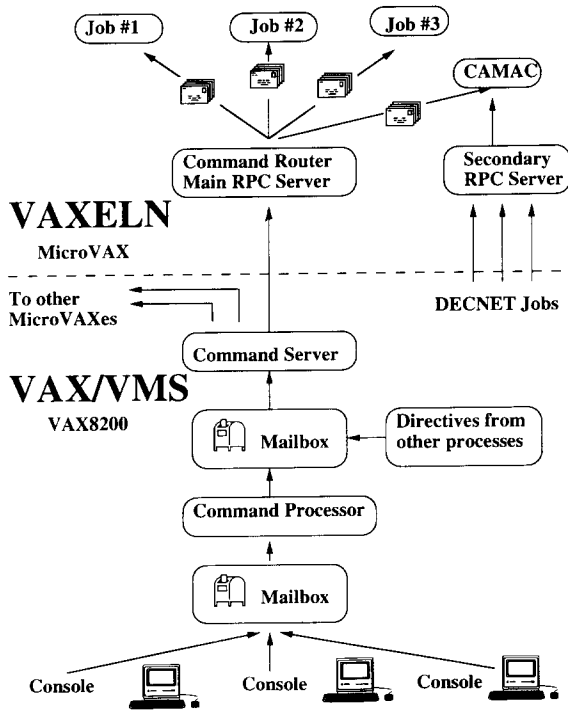 Job #1
Job #2
Job #3
CAMAC
Command Router
Main RPC Server
Secondary
RPC Server
VAXELN
MicroVAX
To other
MicroVAXes
DECNET Jobs
Command Server
VAX/VMS
VAX8200
Mailbox
Directives from
other processes
Command Processor
Mailbox
Console
Console
Console